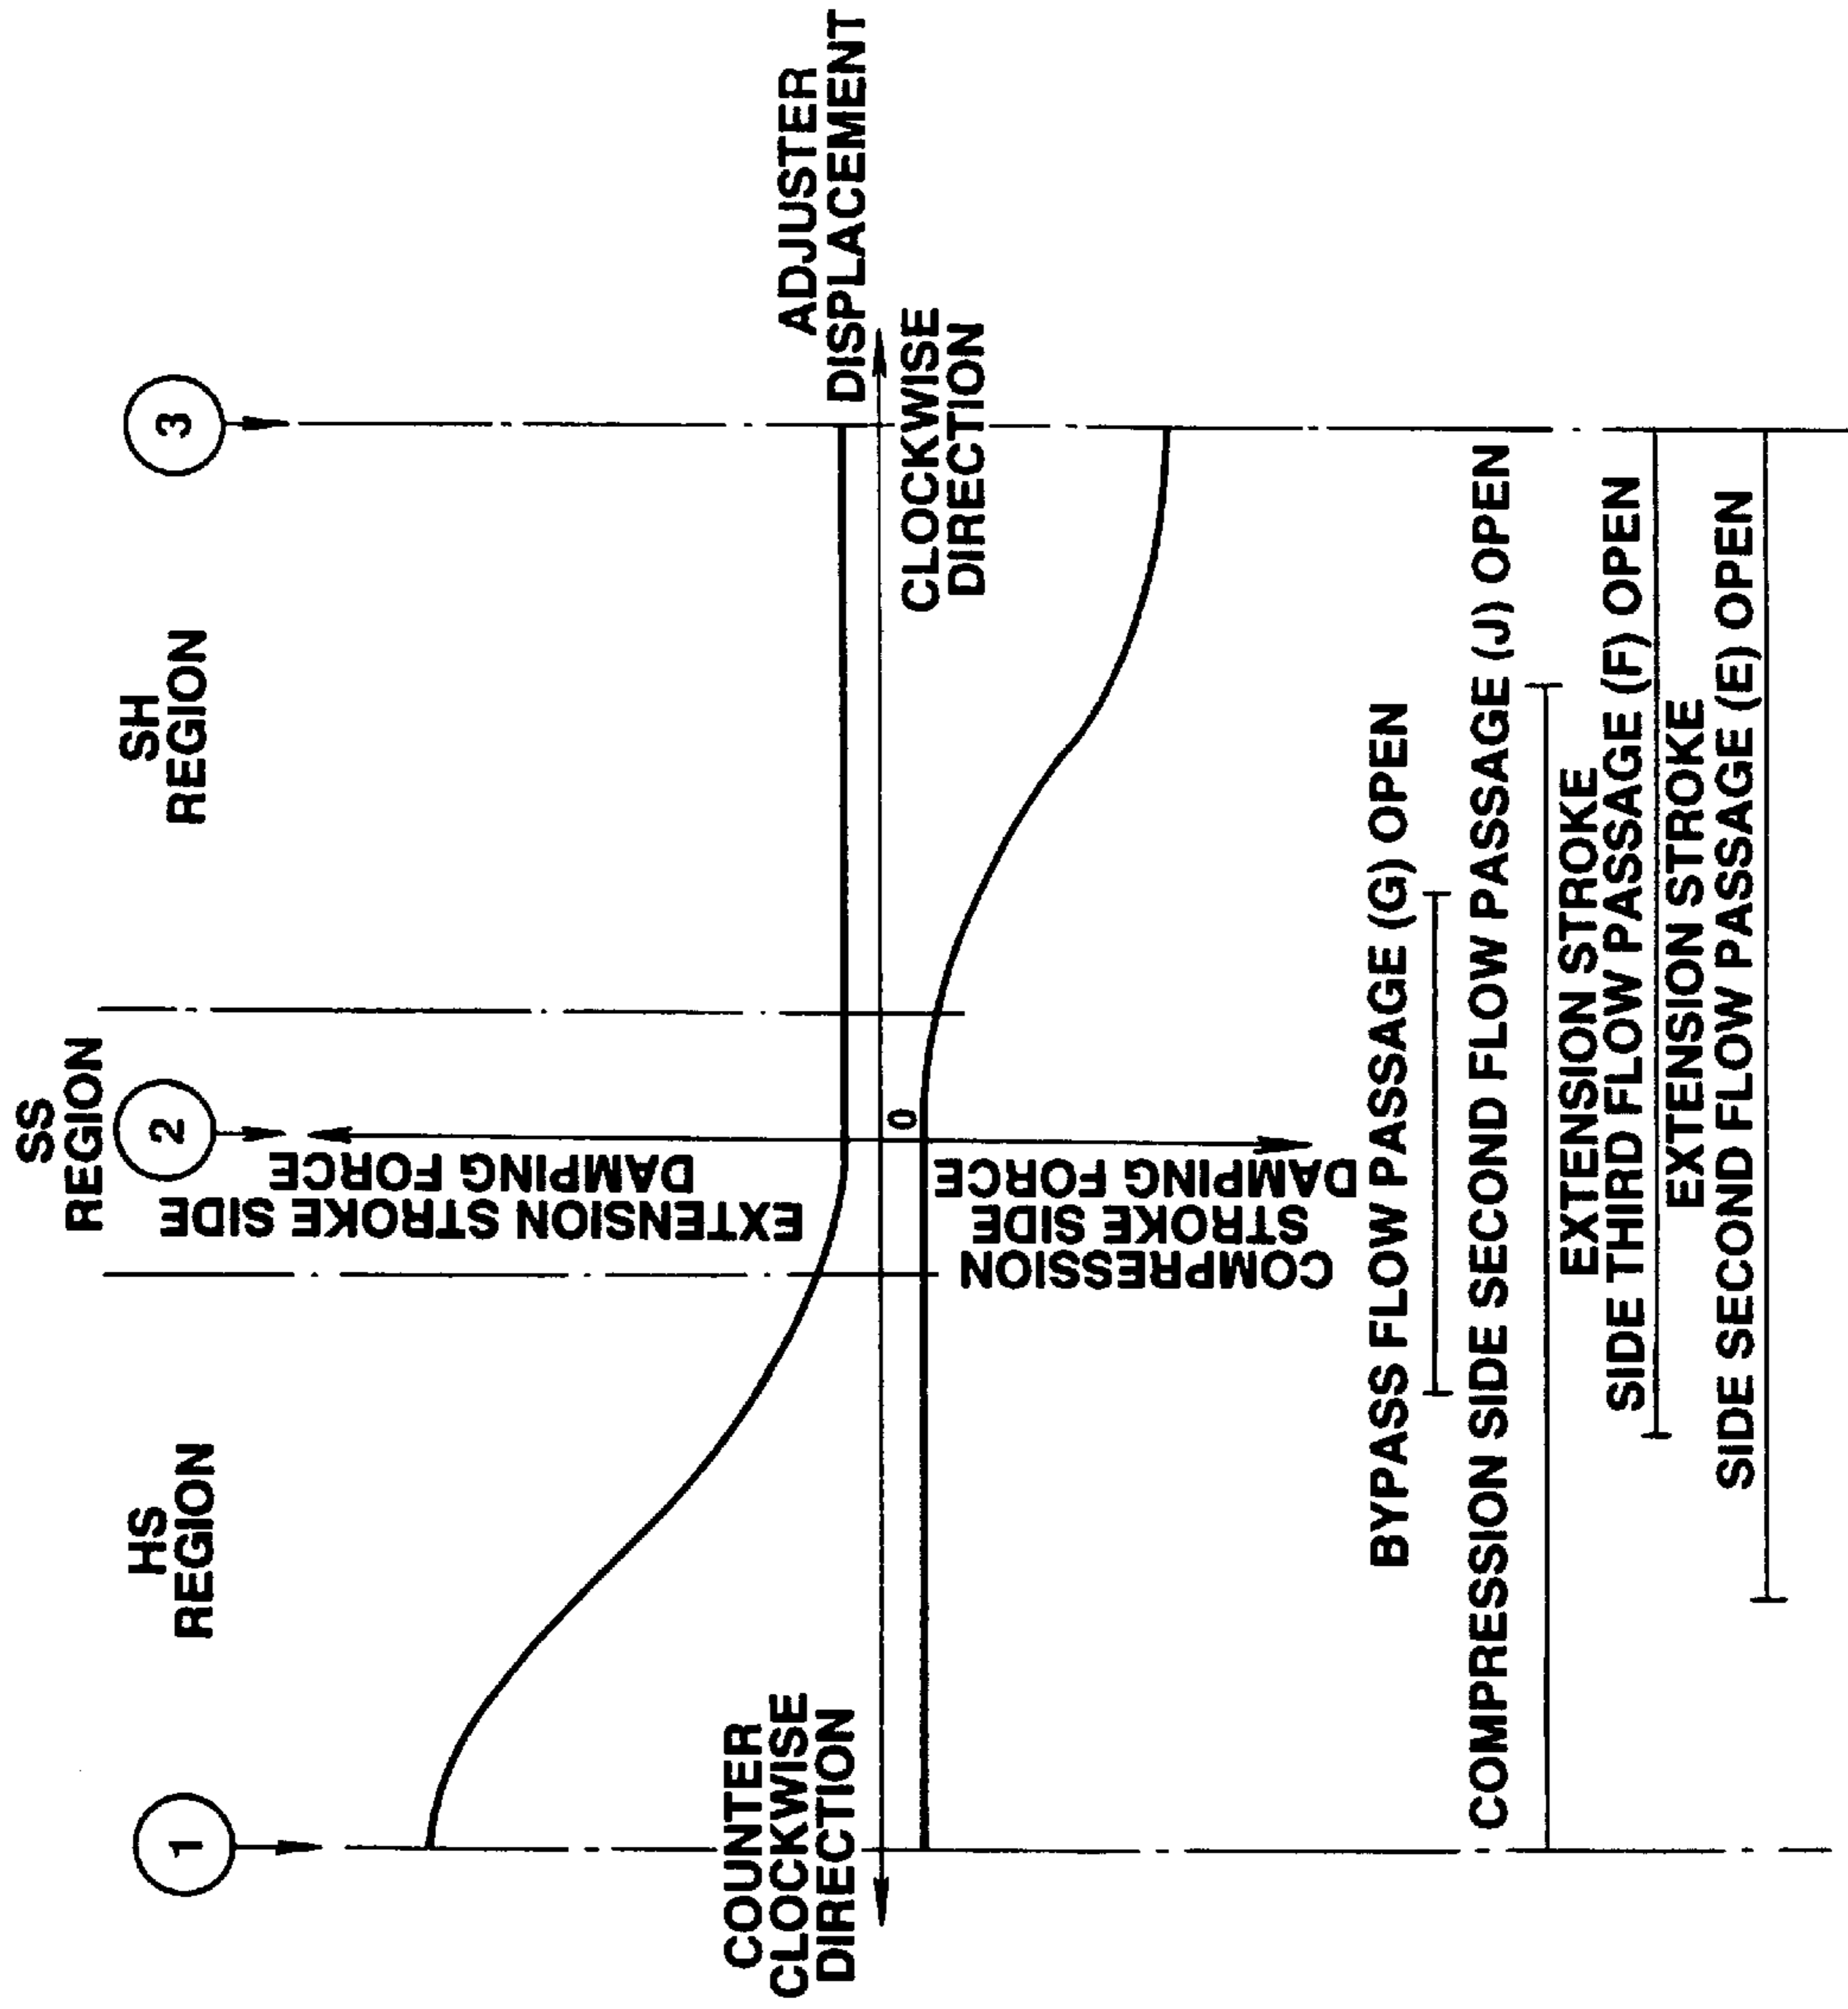 SS
REGION
HS
REGION
SH
REGION
1
2
3
EXTENSION STROKE SIDE
DAMPING FORCE
COUNTER
CLOCKWISE
DIRECTION
ADJUSTER
DISPLACEMENT
0
CLOCKWISE
DIRECTION
COMPRESSION
STROKE SIDE
DAMPING FORCE
BYPASS FLOW PASSAGE (G) OPEN
COMPRESSION SIDE SECOND FLOW PASSAGE (J) OPEN
EXTENSION STROKE
SIDE THIRD FLOW PASSAGE (F) OPEN
EXTENSION STROKE
SIDE SECOND FLOW PASSAGE (E) OPEN